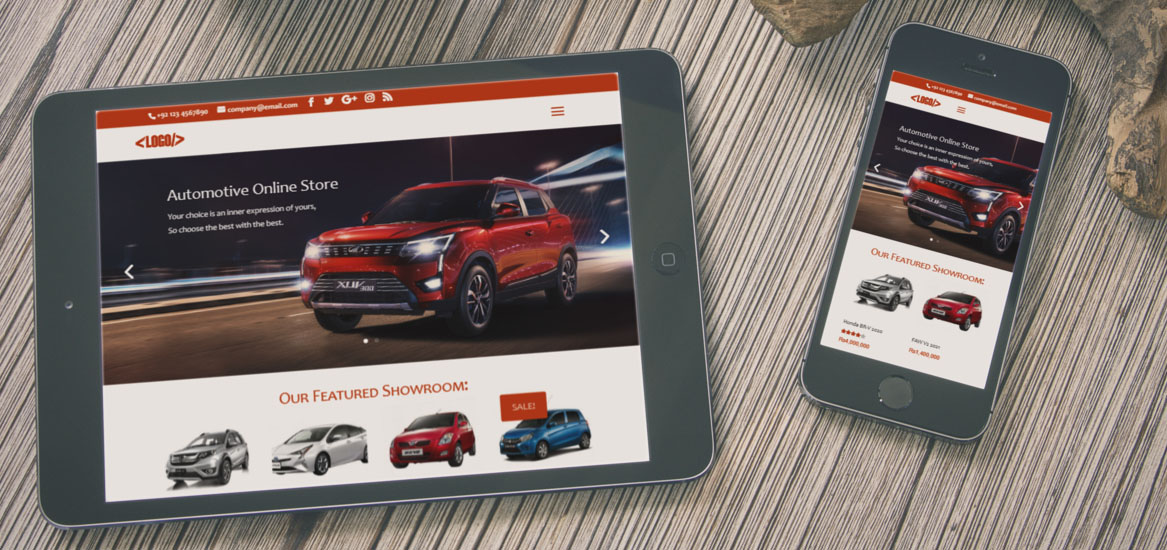 +92 123 4567890 company@email.com
<LOGO/>
Automotive Online Store
Your choice is an inner expression of yours,
So choose the best with the best.
XUV300
OUR FEATURED SHOWROOM:
SALE!
+92 123 4567890 company@email.com
<LOGO/>
Automotive Online Store
Your choice is an inner expression of yours,
So choose the best with the best.
OUR FEATURED SHOWROOM:
Honda BR-V 2020
₨4,000,000
FAW V2 2021
₨1,400,000